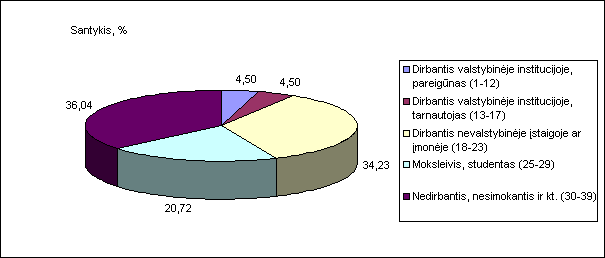 Santykis, %
4,50
4,50
34,23
20,72
36,04
Dirbantis valstybinėje institucijoje,
pareigūnas (1-12)
Dirbantis valstybinėje institucijoje,
tarnautojas (13-17)
Dirbantis nevalstybinėje įstaigoje ar
įmonėje (18-23)
Moksleivis, studentas (25-29)
Nedirbantis, nesimokantis ir kt. (30-39)